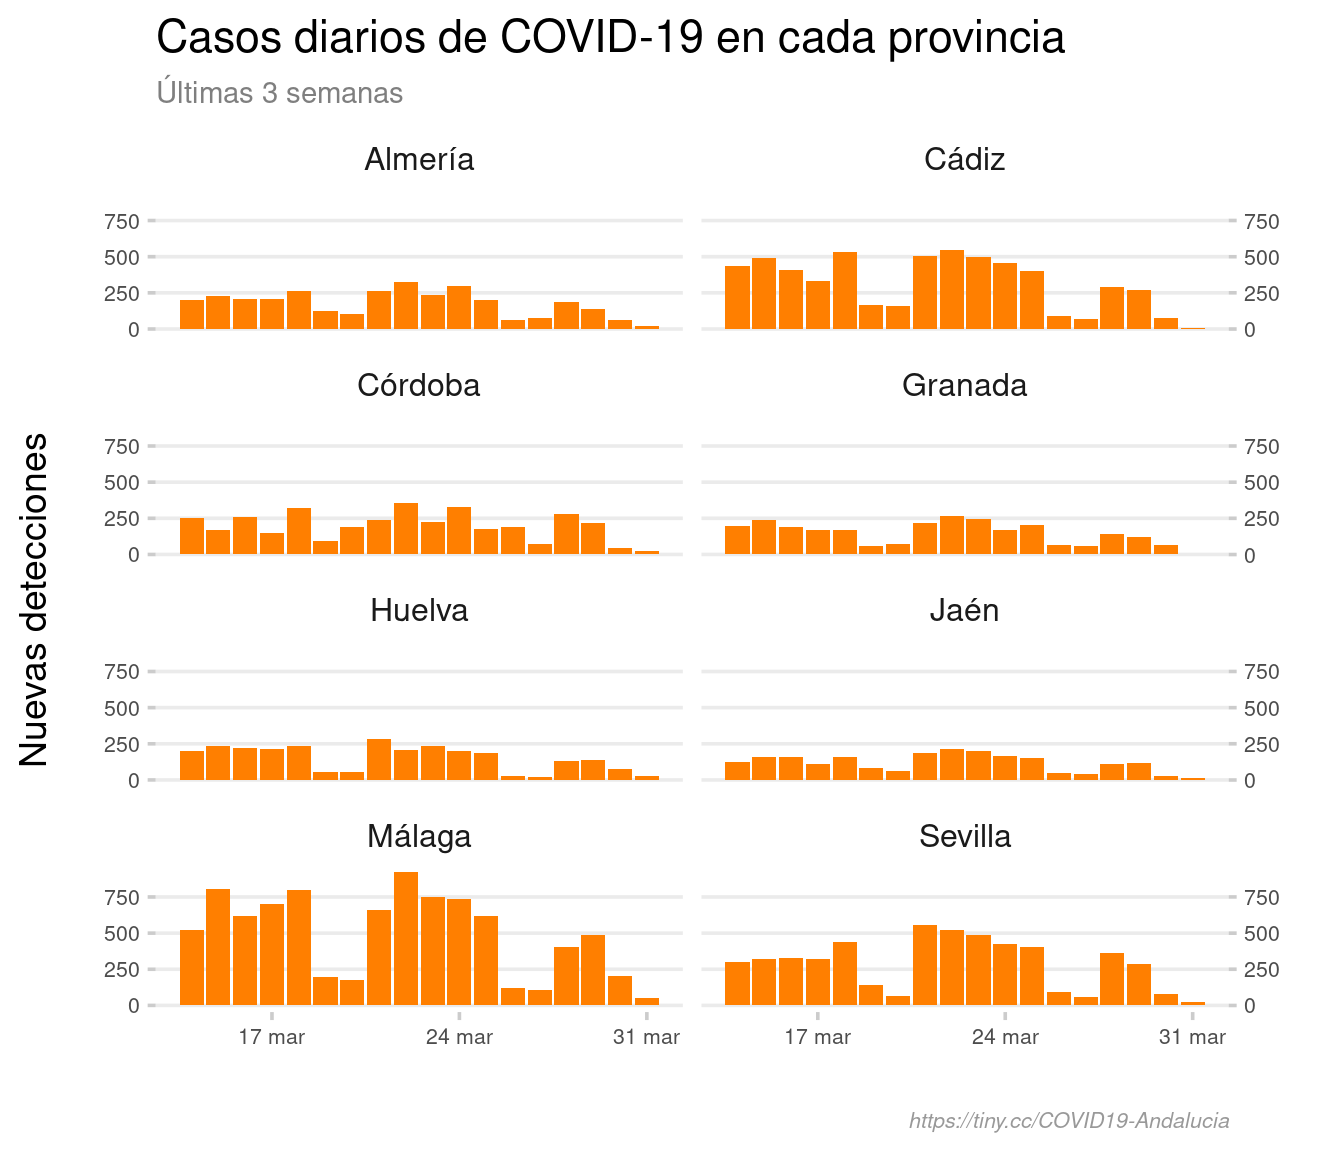 Casos diarios de COVID-19 en cada provincia
Últimas 3 semanas
Nuevas detecciones
Almería
Cádiz
750
500
250
0
750
500
250
0
Córdoba
Granada
750
500
250
0
750
500
250
0
Huelva
Jaén
750
500
250
0
750
500
250
0
Málaga
Sevilla
750
500
250
0
750
500
250
0
17 mar 24 mar 31 mar
17 mar 24 mar 31 mar
https://tiny.cc/COVID19-Andalucia